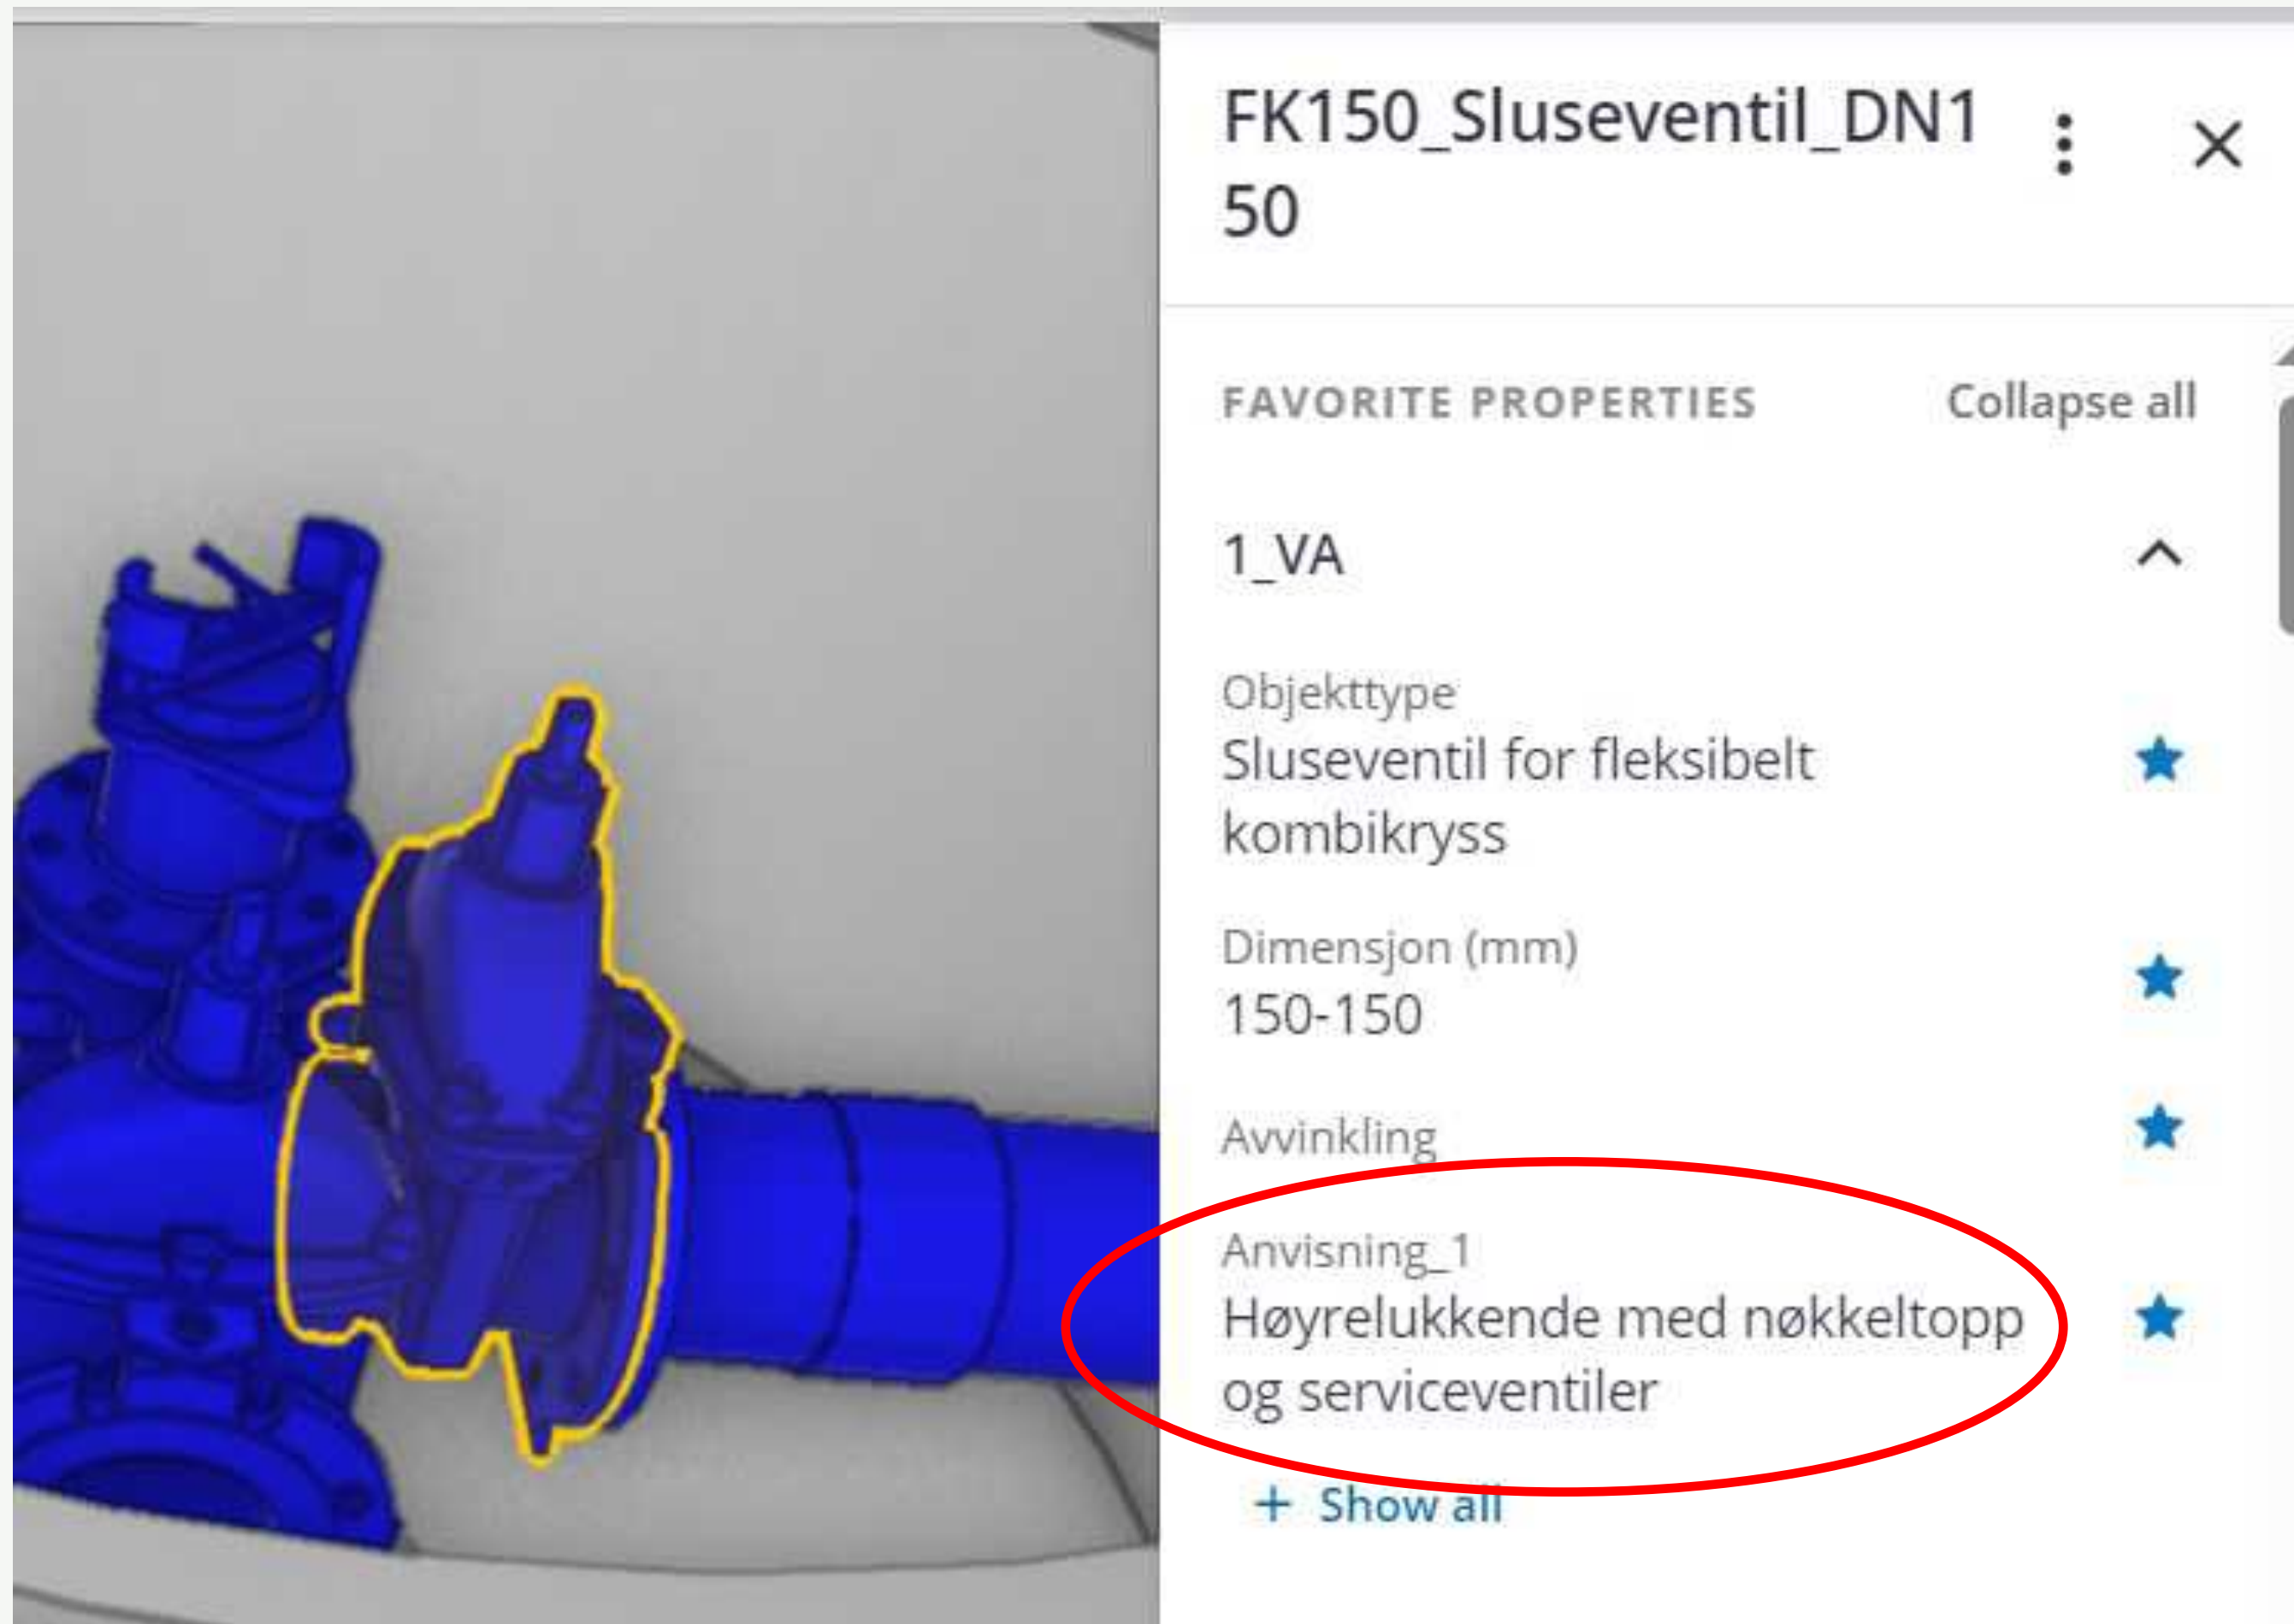 FK150_Sluseventil_DN1
50
FAVORITE PROPERTIES Collapse all
1_VA
Objekttype
Sluseventil for fleksibelt
kombikryss
Dimensjon (mm)
150-150
Avvinkling
Anvisning_1
Høyrelukkende med nøkkeltopp
og serviceventiler
+ Show all